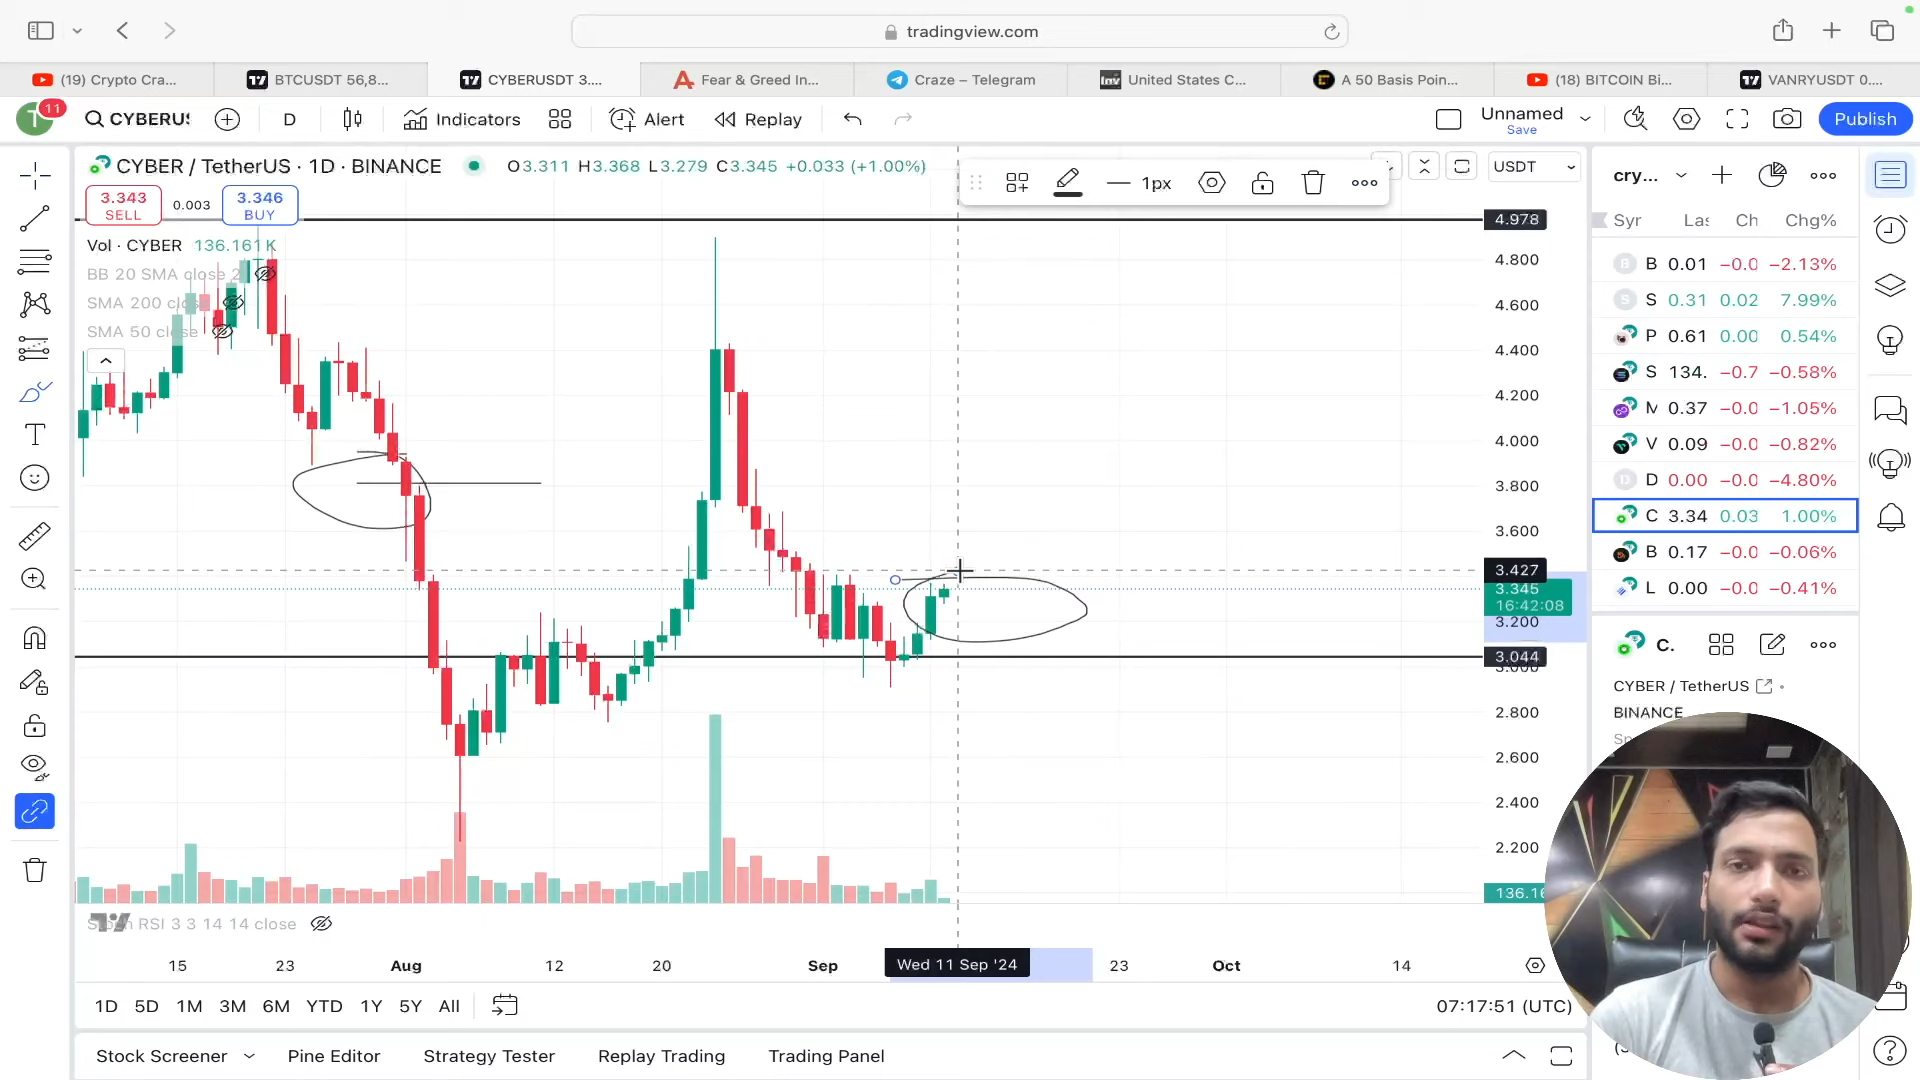 tradingview.com
(19) Crypto Cra...
BTCUSDT 56,8...
CYBERUSDT 3....
Fear & Greed In...
Craze – Telegram
United States C...
A 50 Basis Poin...
(18) BITCOIN Bi...
VANRYUSDT 0....
T
11
D
Indicators
Alert
Replay
Unnamed
Save
Publish
CYBER / TetherUS · 1D · BINANCE
O3.311 H3.368 L3.279 C3.345 +0.033 (+1.00%)
1px
USDT
cry...
3.343
SELL
0.003
3.346
BUY
Vol · CYBER 136.161K
BB 20 SMA close 2
SMA 200 close
SMA 50 close
4.978
4.800
4.600
4.400
4.200
4.000
3.800
3.600
3.427
3.345
16:42:08
3.200
3.044
3.000
2.800
2.600
2.400
2.200
136.16
Chg%
B 0.01 −0.0 −2.13%
S 0.31 0.02 7.99%
P 0.61 0.00 0.54%
S 134. −0.7 −0.58%
M 0.37 −0.0 −1.05%
V 0.09 −0.0 −0.82%
D 0.00 −0.0 −4.80%
C 3.34 0.03 1.00%
B 0.17 −0.0 −0.06%
L 0.00 −0.0 −0.41%
C.
CYBER / TetherUS
BINANCE
RSI 3 3 14 14 close
15
23
Aug
12
20
Sep
Wed 11 Sep '24
23
Oct
14
1D
5D
1M
3M
6M
YTD
1Y
5Y
All
07:17:51 (UTC)
Stock Screener
Pine Editor
Strategy Tester
Replay Trading
Trading Panel